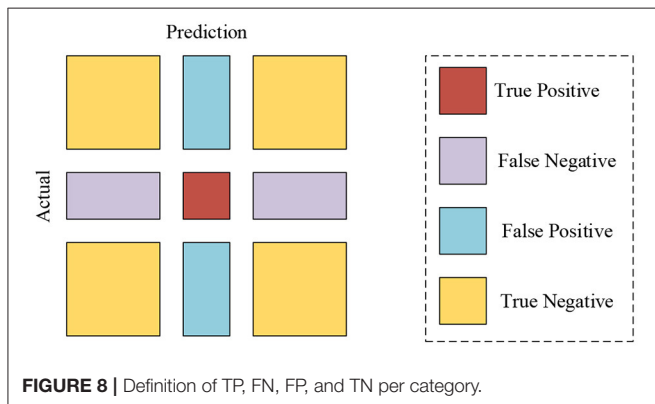 Prediction
Actual
True Positive
False Negative
False Positive
True Negative
FIGURE 8 | Definition of TP, FN, FP, and TN per category.